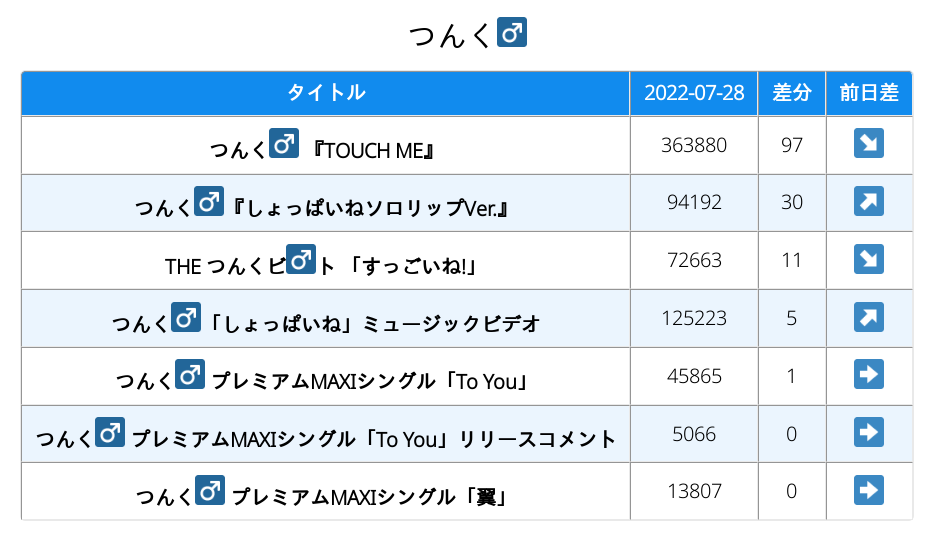 つんく♂
タイトル 2022-07-28 差分 前日差
つんく♂ 『TOUCH ME』 363880 97 ↘
つんく♂『しょっぱいねソロリップVer.』 94192 30 ↗
THE つんくビ♂ト 「すっごいね!」 72663 11 ↘
つんく♂「しょっぱいね」ミュージックビデオ 125223 5 ↗
つんく♂ プレミアムMAXIシングル「To You」 45865 1 ➡
つんく♂ プレミアムMAXIシングル「To You」リリースコメント 5066 0 ➡
つんく♂ プレミアムMAXIシングル「翼」 13807 0 ➡